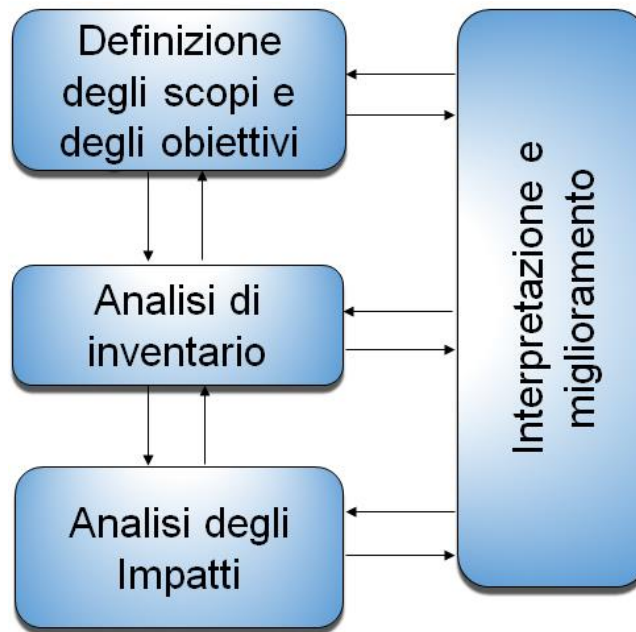 Definizione
degli scopi e
degli obiettivi
Analisi di
inventario
Analisi degli
Impatti
Interpretazione e
miglioramento